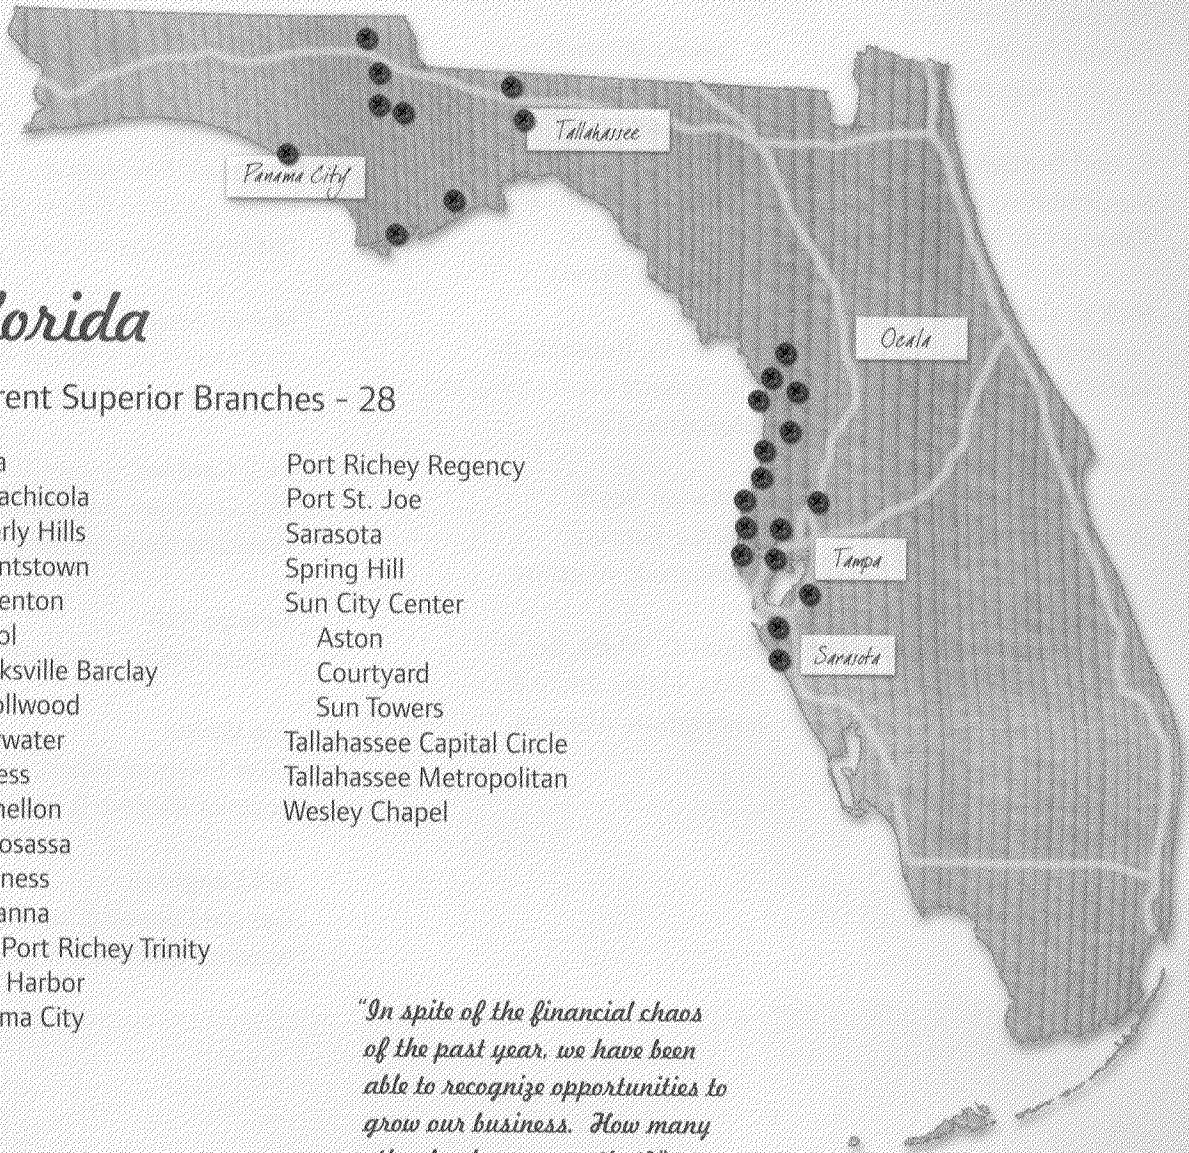 Tallahassee
Panama City
lorida
Ocala
rent Superior Branches - 28
a
achicola
rly Hills
ntstown
enton
ol
ksville Barclay
ollwood
rwater
ess
nellon
osassa
ness
anna
Port Richey Trinity
Harbor
ma City
Port Richey Regency
Port St. Joe
Sarasota
Spring Hill
Sun City Center
Aston
Courtyard
Sun Towers
Tallahassee Capital Circle
Tallahassee Metropolitan
Wesley Chapel
Tampa
Sarasota
"In spite of the financial chaos
of the past year, we have been
able to recognize opportunities to
grow our business. How many